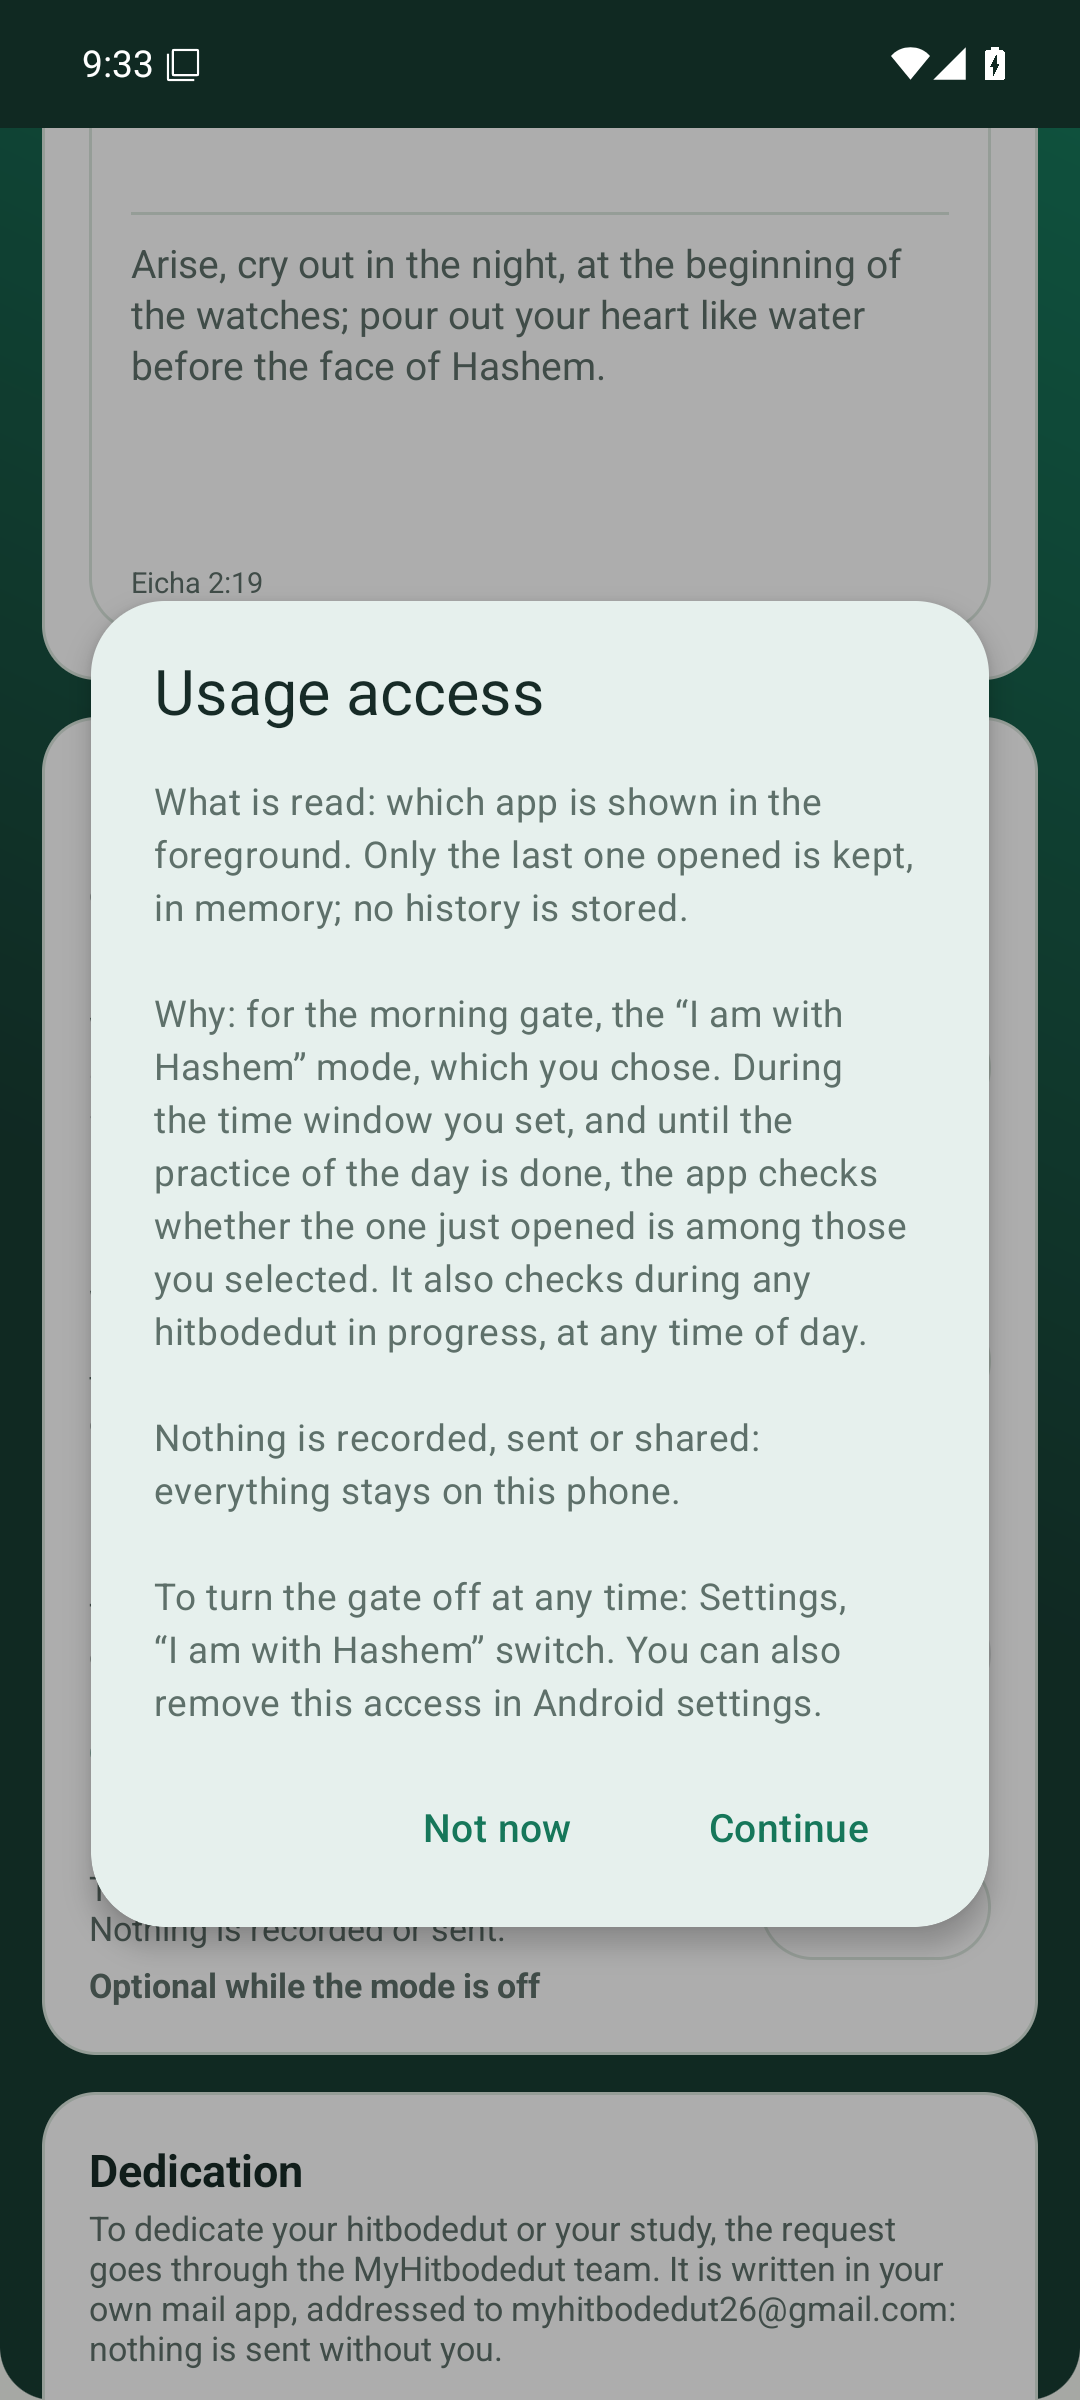 9:33
Arise, cry out in the night, at the beginning of
the watches; pour out your heart like water
before the face of Hashem.
Eicha 2:19
Usage access
What is read: which app is shown in the
foreground. Only the last one opened is kept,
in memory; no history is stored.
Why: for the morning gate, the “I am with
Hashem” mode, which you chose. During
the time window you set, and until the
practice of the day is done, the app checks
whether the one just opened is among those
you selected. It also checks during any
hitbodedut in progress, at any time of day.
Nothing is recorded, sent or shared:
everything stays on this phone.
To turn the gate off at any time: Settings,
“I am with Hashem” switch. You can also
remove this access in Android settings.
Not now
Continue
Nothing is recorded or sent.
Optional while the mode is off
Dedication
To dedicate your hitbodedut or your study, the request
goes through the MyHitbodedut team. It is written in your
own mail app, addressed to myhitbodedut26@gmail.com:
nothing is sent without you.